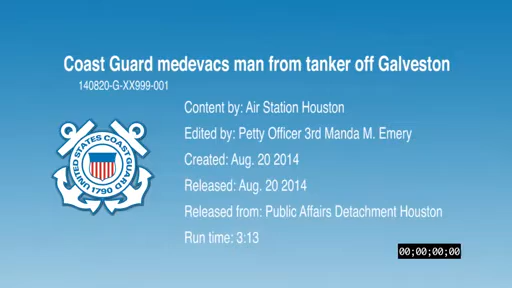 Coast Guard medevacs man from tanker off Galveston
140820-G-XX999-001
Content by: Air Station Houston
Edited by: Petty Officer 3rd Manda M. Emery
Created: Aug. 20 2014
UNITED STATES COAST GUARD
1790
Released: Aug. 20 2014
Released from: Public Affairs Detachment Houston
Run time: 3:13
00;00;00;00